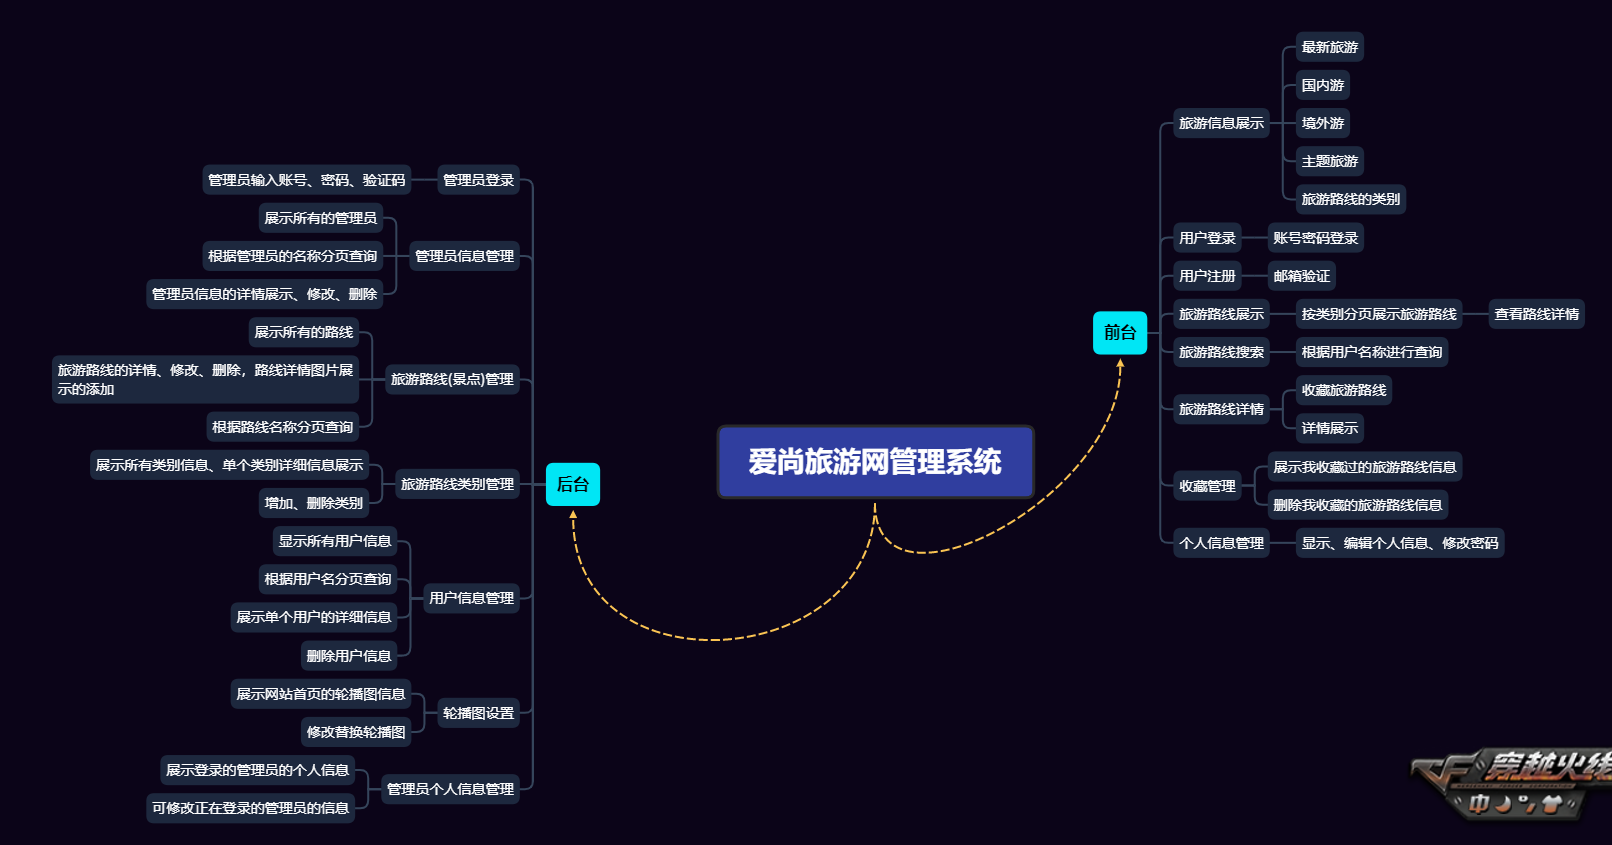 爱尚旅游网管理系统
前台
旅游信息展示
最新旅游
国内游
境外游
主题旅游
旅游路线的类别
用户登录
账号密码登录
用户注册
邮箱验证
旅游路线展示
按类别分页展示旅游路线
查看路线详情
旅游路线搜索
根据用户名称进行查询
旅游路线详情
收藏旅游路线
详情展示
收藏管理
展示我收藏过的旅游路线信息
删除我收藏的旅游路线信息
个人信息管理
显示、编辑个人信息、修改密码
后台
管理员登录
管理员输入账号、密码、验证码
管理员信息管理
展示所有的管理员
根据管理员的名称分页查询
管理员信息的详情展示、修改、删除
旅游路线(景点)管理
展示所有的路线
旅游路线的详情、修改、删除，路线详情图片展
示的添加
根据路线名称分页查询
旅游路线类别管理
展示所有类别信息、单个类别详细信息展示
增加、删除类别
用户信息管理
显示所有用户信息
根据用户名分页查询
展示单个用户的详细信息
删除用户信息
轮播图设置
展示网站首页的轮播图信息
修改替换轮播图
管理员个人信息管理
展示登录的管理员的个人信息
可修改正在登录的管理员的信息
穿越火线
中